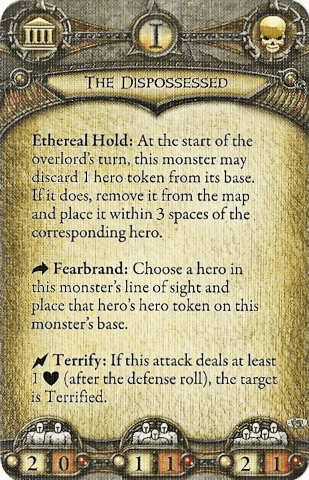 I
The Dispossessed
Ethereal Hold: At the start of the
overlord's turn, this monster may
discard 1 hero token from its base.
If it does, remove it from the map
and place it within 3 spaces of the
corresponding hero.
Fearbrand: Choose a hero in
this monster's line of sight and
place that hero's hero token on this
monster's base.
Terrify: If this attack deals at least
1 (after the defense roll), the target
is Terrified.
2 0 1 1 2 1